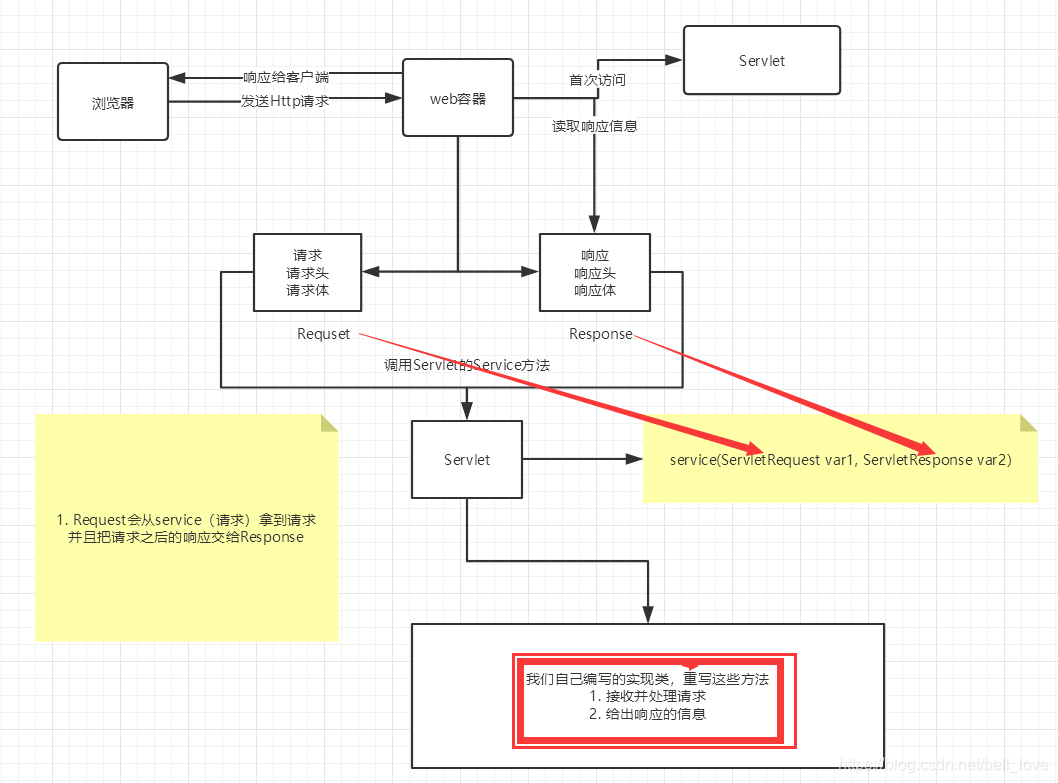 Servlet
响应给客户端
首次访问
浏览器
发送Http请求
web容器
读取响应信息
请求
请求头
请求体
响应
响应头
响应体
Requset
Response
调用Servlet的Service方法
Servlet
service(ServletRequest var1, ServletResponse var2)
1. Request会从service（请求）拿到请求
并且把请求之后的响应交给Response
我们自己编写的实现类，重写这些方法
1. 接收并处理请求
2. 给出响应的信息
https://blog.csdn.net/bell_love